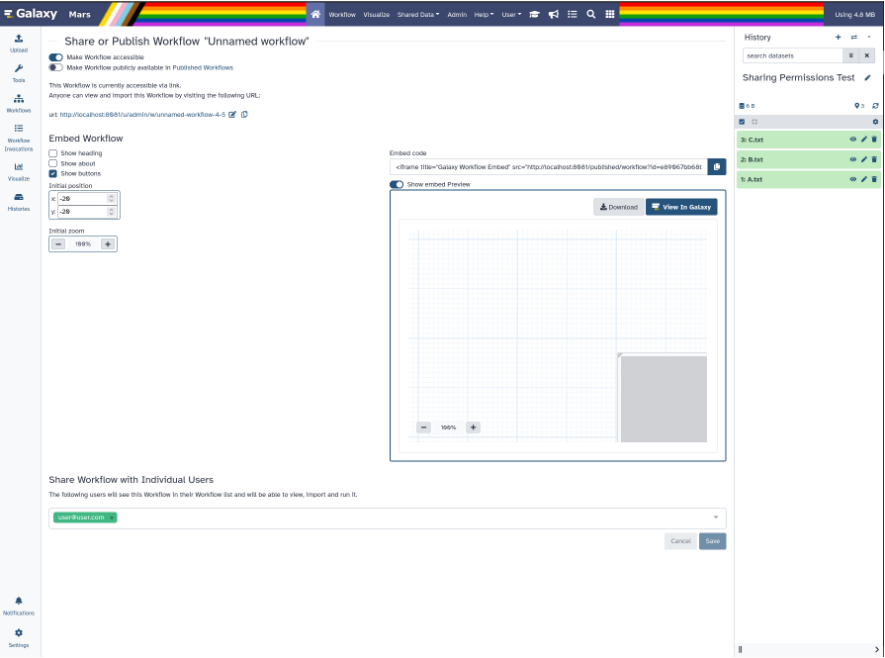 Galaxy Mars
Workflow Visualize Shared Data Admin Help User
Using 4.0 MB
Upload
Tools
Workflows
Workflow Invocations
Visualize
Histories
Notifications
Settings
Share or Publish Workflow "Unnamed workflow"
Make Workflow accessible
Make Workflow publicly available in Published Workflows
This Workflow is currently accessible via link.
Anyone can view and import this Workflow by visiting the following URL:
url: http://localhost:8081/u/admin/w/unnamed-workflow-4-5
Embed Workflow
Show heading
Show about
Show buttons
Initial position
x: -20
y: -20
Initial zoom
100%
Embed code
<iframe title="Galaxy Workflow Embed" src="http://localhost:8081/published/workflow?id=
Show embed Preview
Download
View In Galaxy
100%
Share Workflow with Individual Users
The following users will see this Workflow in their Workflow list and will be able to view, import and run it.
user@user.com
Cancel
Save
History
search datasets
Sharing Permissions Test
6 B
3
3: C.txt
2: B.txt
1: A.txt